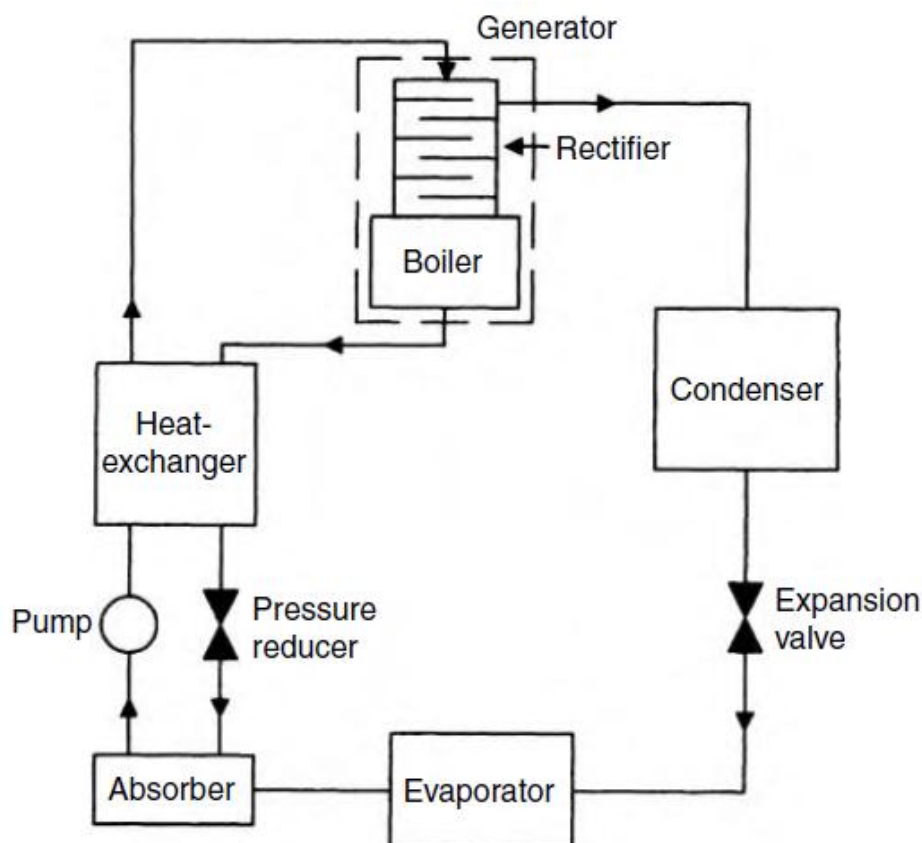 Generator
Rectifier
Boiler
Condenser
Heat-
exchanger
Pump
Pressure
reducer
Expansion
valve
Absorber
Evaporator